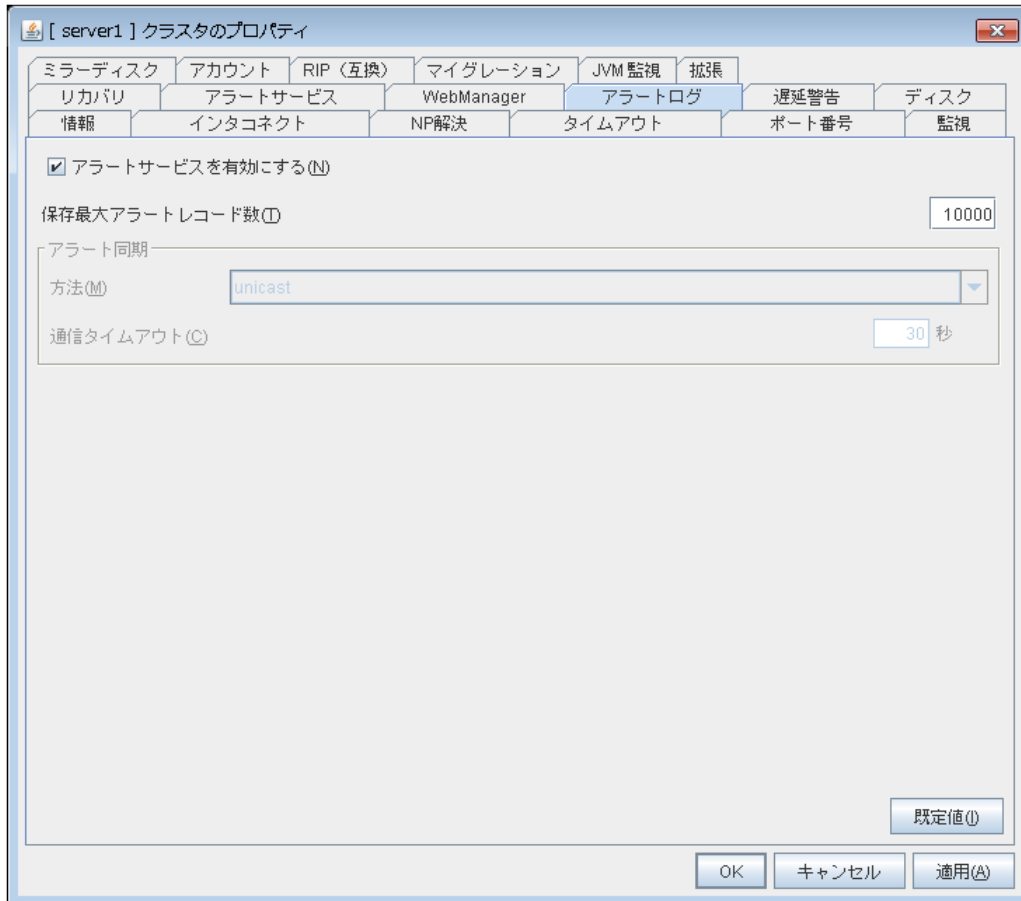 [ server1 ] クラスタのプロパティ
ミラーディスク アカウント RIP（互換） マイグレーション JVM 監視 拡張
リカバリ アラートサービス WebManager アラートログ 遅延警告 ディスク
情報 インタコネクト NP解決 タイムアウト ポート番号 監視
アラートサービスを有効にする(N)
保存最大アラートレコード数(T) 10000
アラート同期
方法(M) unicast
通信タイムアウト(C) 30 秒
既定値(I)
OK キャンセル 適用(A)